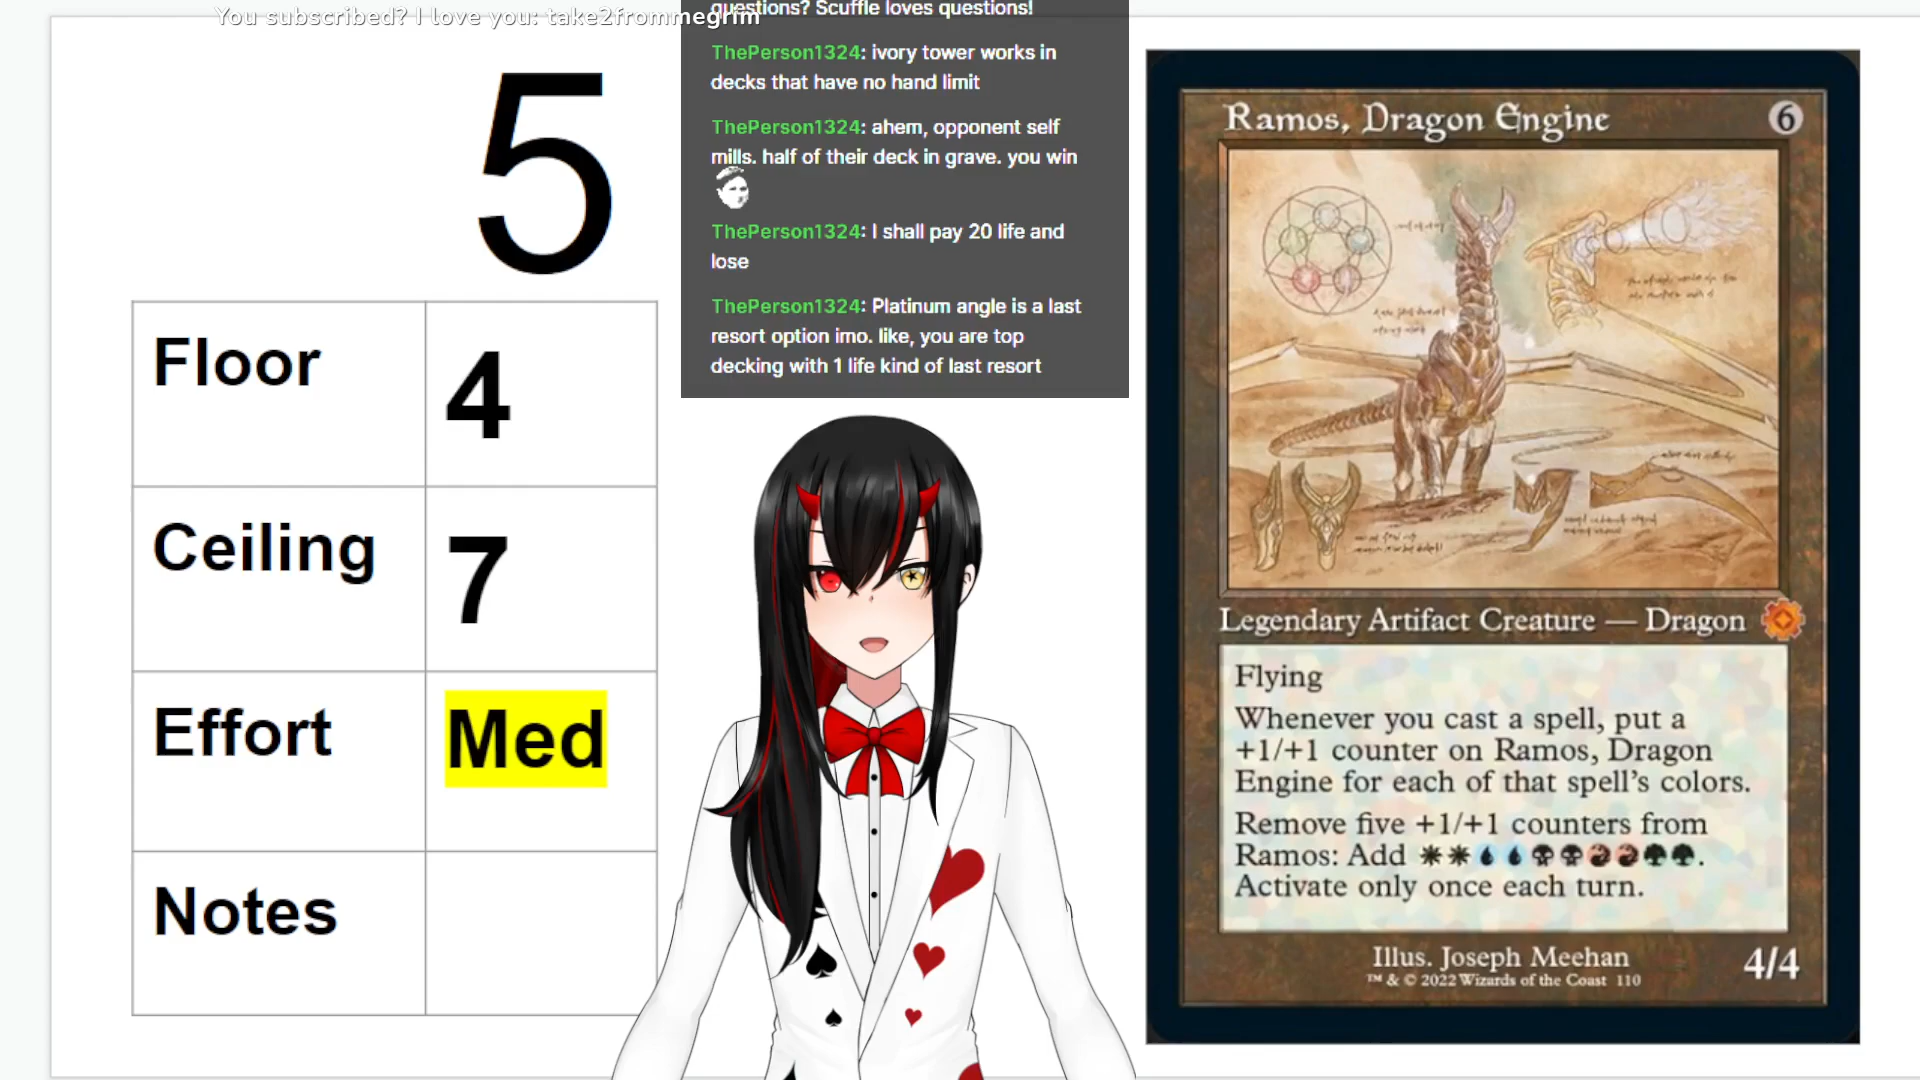 You subscribed? I love you: take2frommegrim
5
Floor 4
Ceiling 7
Effort Med
Notes
questions? Scuffle loves questions!
ThePerson1324: ivory tower works in
decks that have no hand limit
ThePerson1324: ahem, opponent self
mills. half of their deck in grave. you win
ThePerson1324: I shall pay 20 life and
lose
ThePerson1324: Platinum angle is a last
resort option imo. like, you are top
decking with 1 life kind of last resort
Ramos, Dragon Engine 6
Legendary Artifact Creature — Dragon
Flying
Whenever you cast a spell, put a
+1/+1 counter on Ramos, Dragon
Engine for each of that spell's colors.
Remove five +1/+1 counters from
Ramos: Add .
Activate only once each turn.
Illus. Joseph Meehan
™ & © 2022 Wizards of the Coast 110
4/4